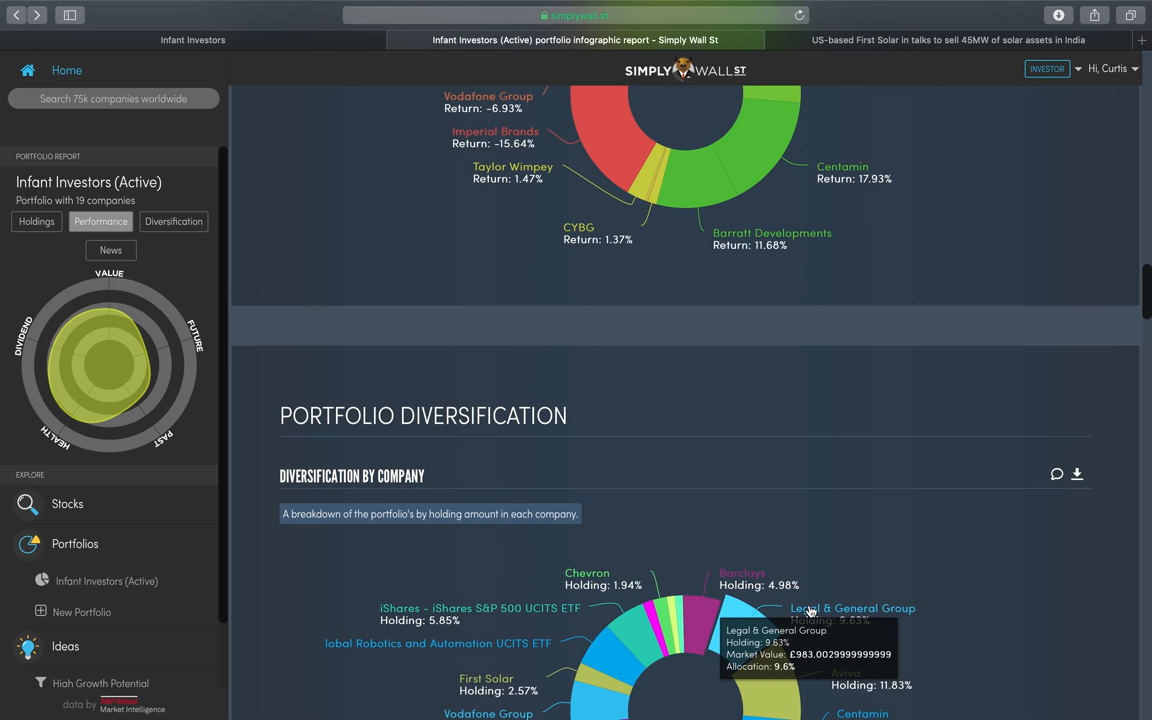 simplywall.st
Infant Investors
Infant Investors (Active) portfolio infographic report - Simply Wall St
US-based First Solar in talks to sell 45MW of solar assets in India
Home
Search 75k companies worldwide
SIMPLY WALL ST
INVESTOR
Hi, Curtis
PORTFOLIO REPORT
Infant Investors (Active)
Portfolio with 19 companies
Holdings
Performance
Diversification
News
VALUE
FUTURE
PAST
HEALTH
DIVIDEND
EXPLORE
Stocks
Portfolios
Infant Investors (Active)
New Portfolio
Ideas
High Growth Potential
data by
S&P Global
Market Intelligence
Vodafone Group
Return: -6.93%
Imperial Brands
Return: -15.64%
Taylor Wimpey
Return: 1.47%
CYBG
Return: 1.37%
Centamin
Return: 17.93%
Barratt Developments
Return: 11.68%
PORTFOLIO DIVERSIFICATION
DIVERSIFICATION BY COMPANY
A breakdown of the portfolio's by holding amount in each company.
Chevron
Holding: 1.94%
Barclays
Holding: 4.98%
iShares - iShares S&P 500 UCITS ETF
Holding: 5.85%
Legal & General Group
Holding: 9.63%
lobal Robotics and Automation UCITS ETF
Legal & General Group
Holding: 9.63%
Market Value: £983.0029999999999
Allocation: 9.6%
First Solar
Holding: 2.57%
Aviva
Holding: 11.83%
Vodafone Group
Centamin